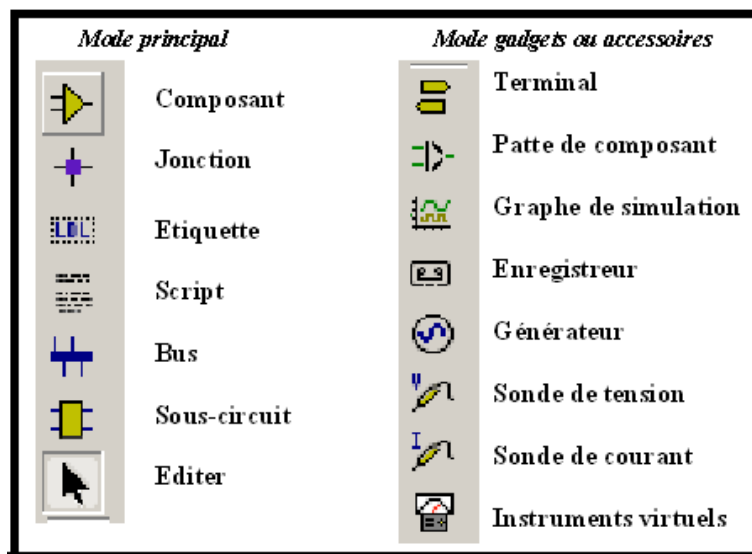 Mode principal
Composant
Jonction
LBL
Etiquette
Script
Bus
Sous-circuit
Editer
Mode gadgets ou accessoires
Terminal
Patte de composant
Graphe de simulation
Enregistreur
Générateur
V
Sonde de tension
I
Sonde de courant
Instruments virtuels